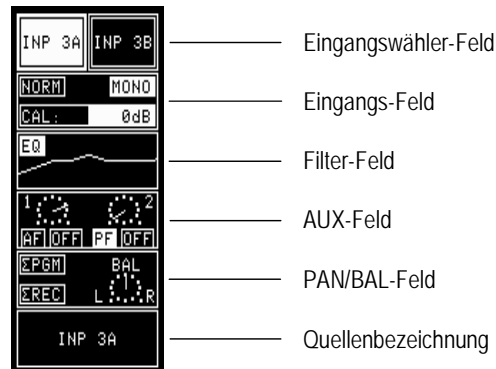 INP 3A INP 3B Eingangswähler-Feld
NORM MONO Eingangs-Feld
CAL: 0dB
EQ Filter-Feld
1 2 AUX-Feld
AF OFF PF OFF
ΣPGM BAL PAN/BAL-Feld
ΣREC L R
INP 3A Quellenbezeichnung